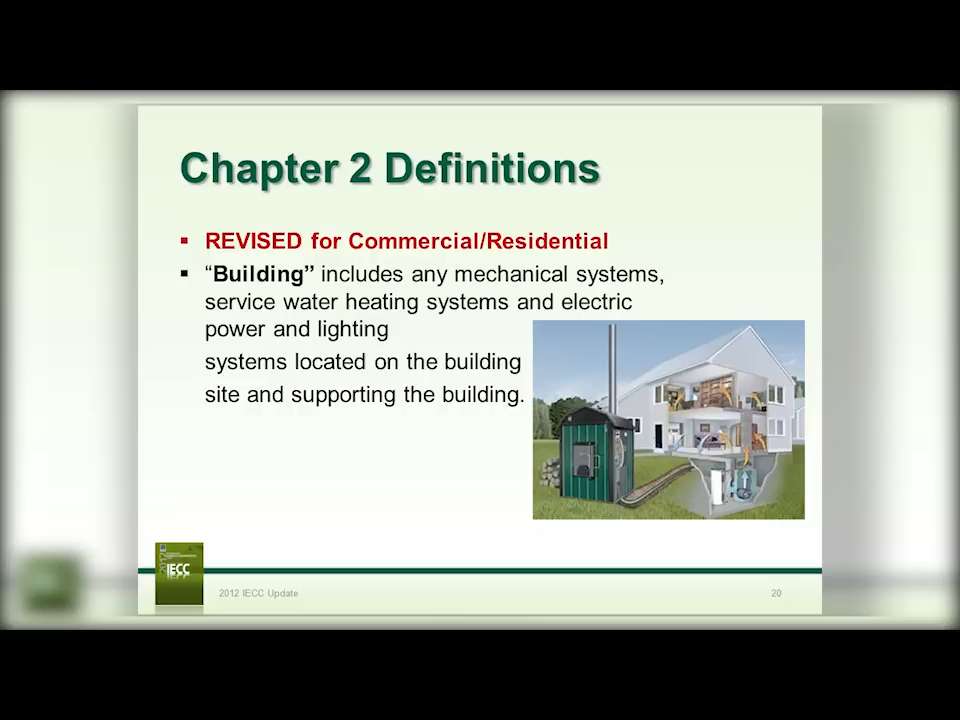 Chapter 2 Definitions
▪ REVISED for Commercial/Residential
▪ “Building” includes any mechanical systems,
service water heating systems and electric
power and lighting
systems located on the building
site and supporting the building.
2012
IECC
2012 IECC Update
20